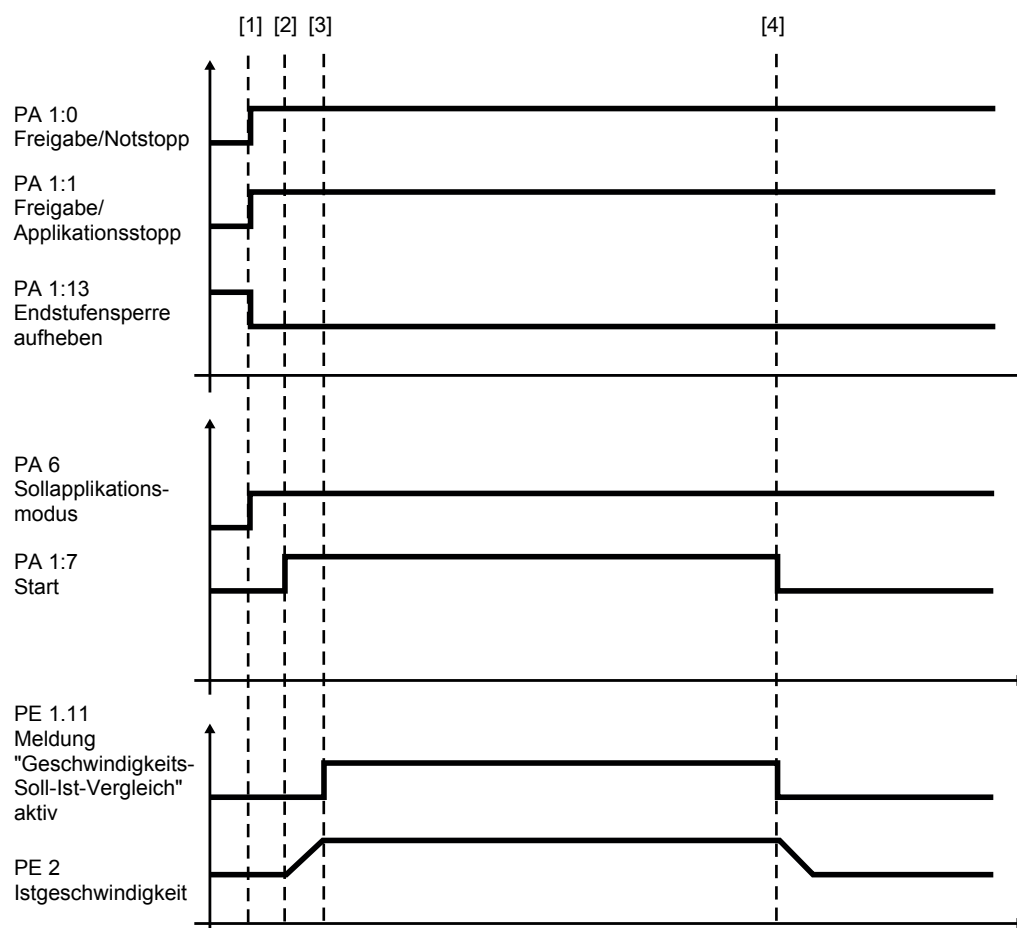 [1] [2] [3] [4]
PA 1:0
Freigabe/Notstopp
PA 1:1
Freigabe/
Applikationsstopp
PA 1:13
Endstufensperre
aufheben
PA 6
Sollapplikations-
modus
PA 1:7
Start
PE 1.11
Meldung
"Geschwindigkeits-
Soll-Ist-Vergleich"
aktiv
PE 2
Istgeschwindigkeit